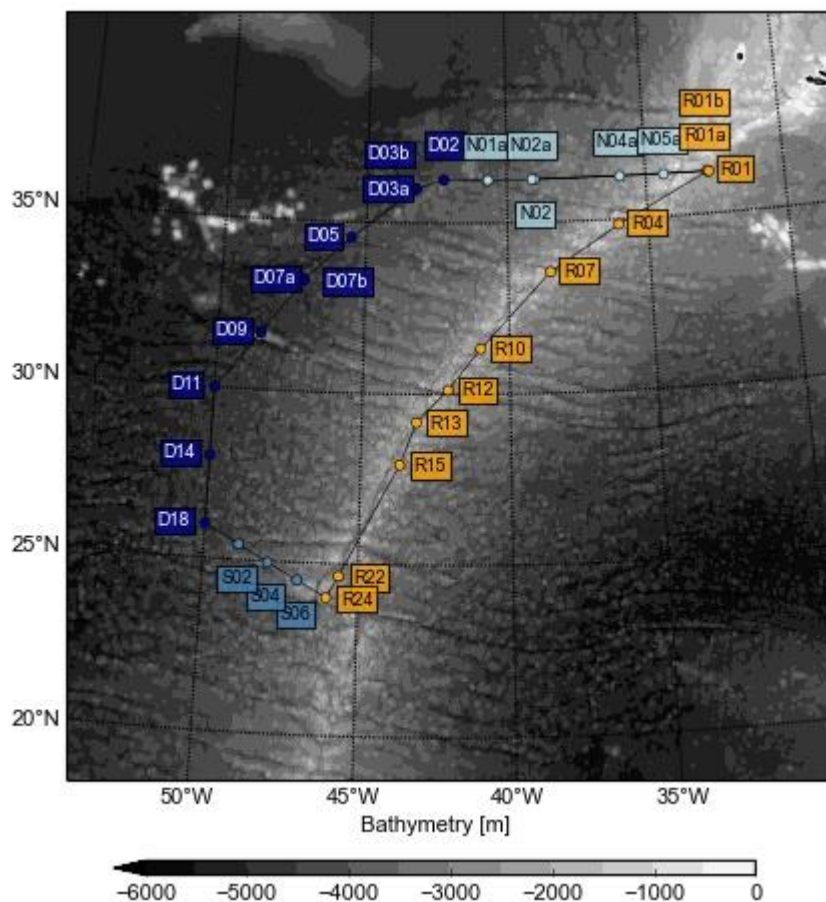 R01b
R01a
D03b
D02
N01a
N02a
N04a
N05a
R01
D03a
35°N
N02
R04
D05
D07a
D07b
R07
D09
R10
30°N
D11
R12
R13
D14
R15
D18
25°N
S02
R22
S04
R24
S06
20°N
50°W 45°W 40°W 35°W
Bathymetry [m]
−6000 −5000 −4000 −3000 −2000 −1000 0